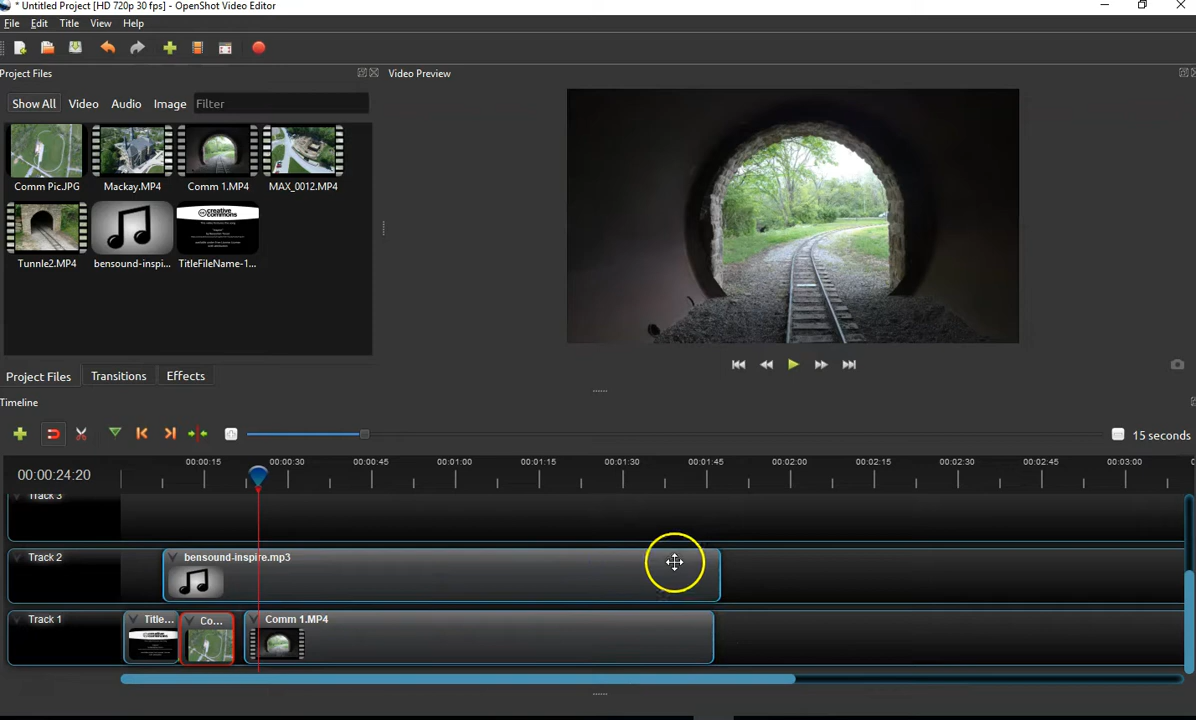 * Untitled Project [HD 720p 30 fps] - OpenShot Video Editor
File Edit Title View Help
Project Files
Video Preview
Show All Video Audio Image Filter
Comm Pic.JPG Mackay.MP4 Comm 1.MP4 MAX_0012.MP4
creative commons
Tunnle2.MP4 bensound-inspi... TitleFileName-1...
Project Files Transitions Effects
Timeline
15 seconds
00:00:24:20
00:00:15 00:00:30 00:00:45 00:01:00 00:01:15 00:01:30 00:01:45 00:02:00 00:02:15 00:02:30 00:02:45 00:03:00
Track 3
Track 2 bensound-inspire.mp3
Track 1 Title... Co... Comm 1.MP4